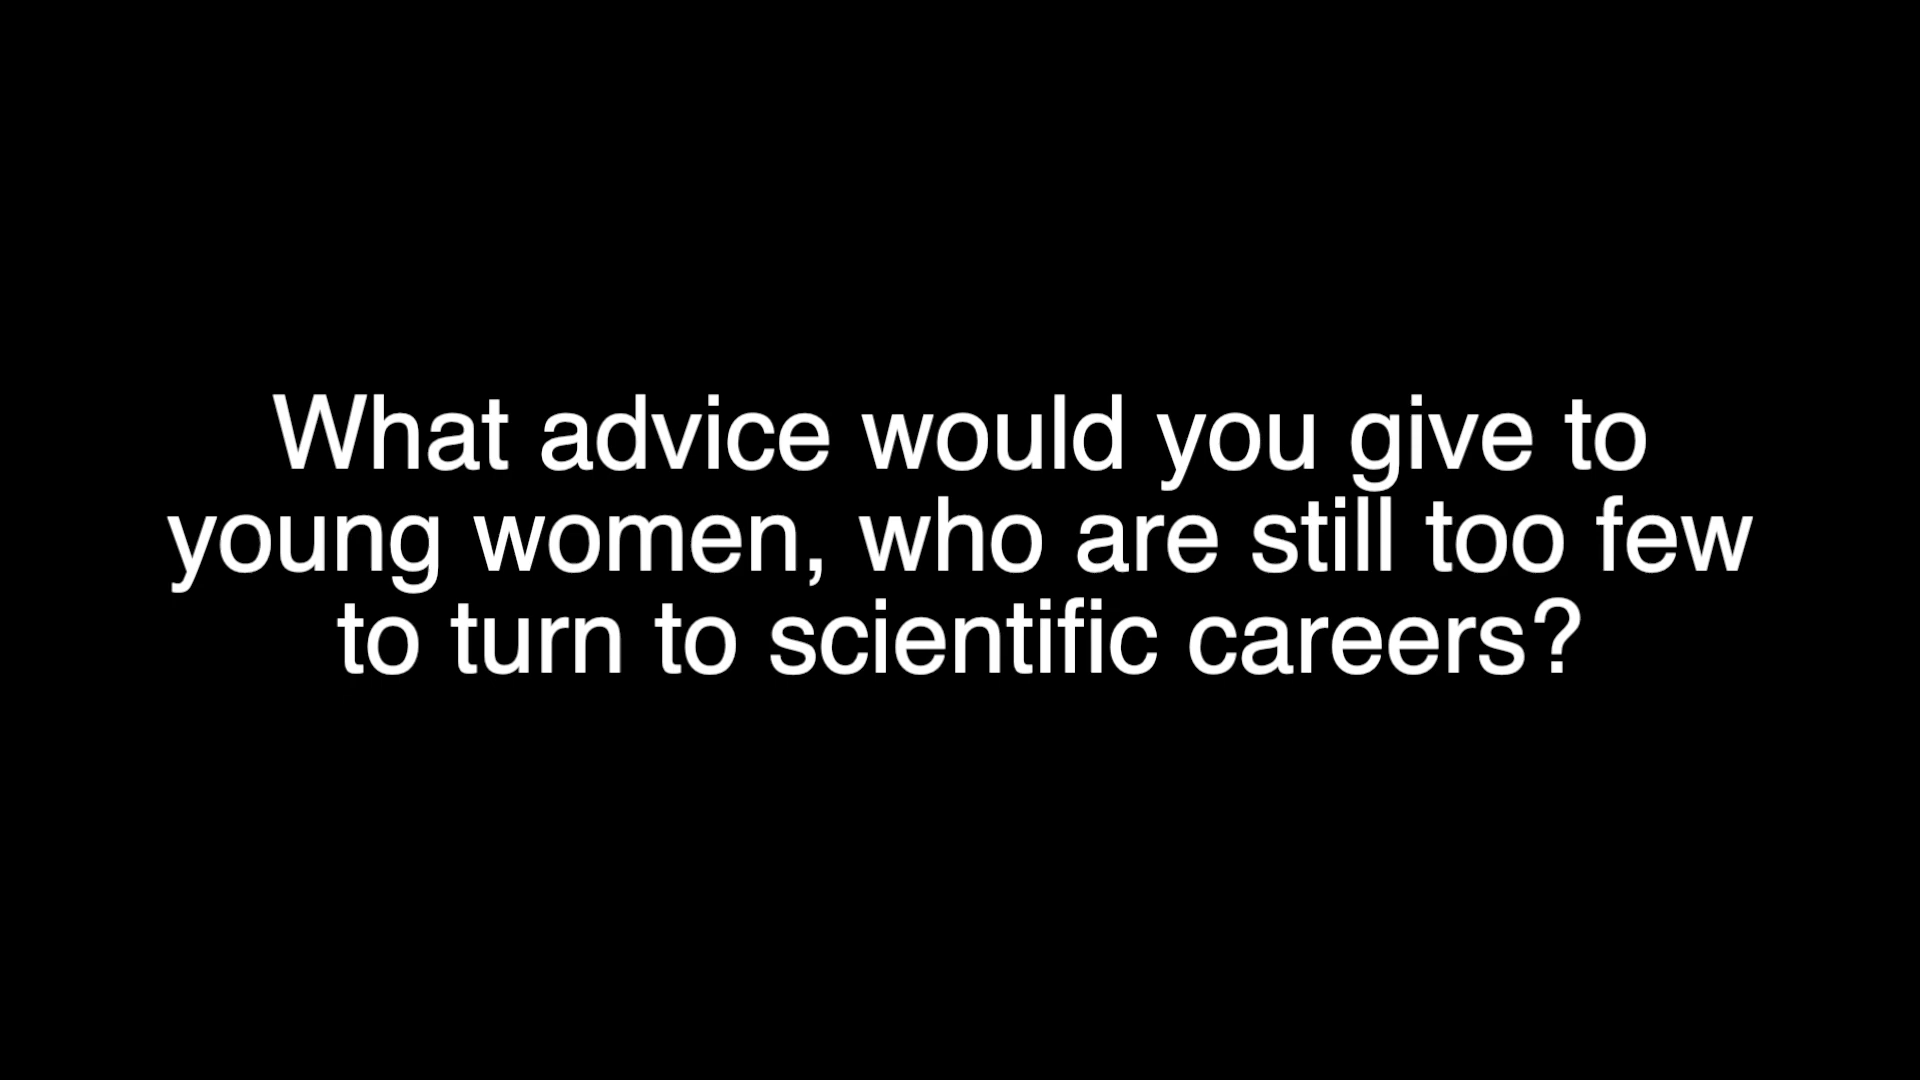 What advice would you give to
young women, who are still too few
to turn to scientific careers?